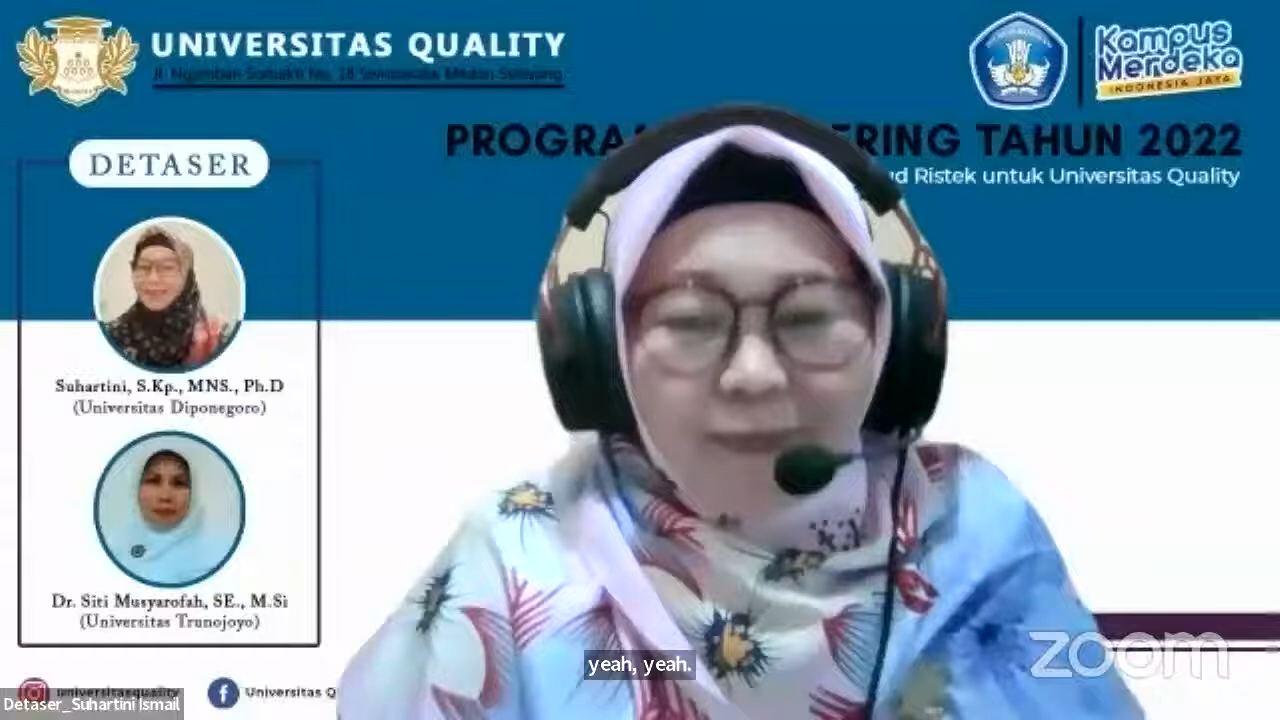 UNIVERSITAS QUALITY
Kampus
Merdeka
INDONESIA JAYA
PROGRA ERING TAHUN 2022
ud Ristek untuk Universitas Quality
DETASER
Suhartini, S.Kp., MNS., Ph.D
(Universitas Diponegoro)
Dr. Siti Musyarofah, SE., M.Si
(Universitas Trunojoyo)
zoom
yeah, yeah.
universitasquality
Universitas Q
Detaser_Suhartini Ismail